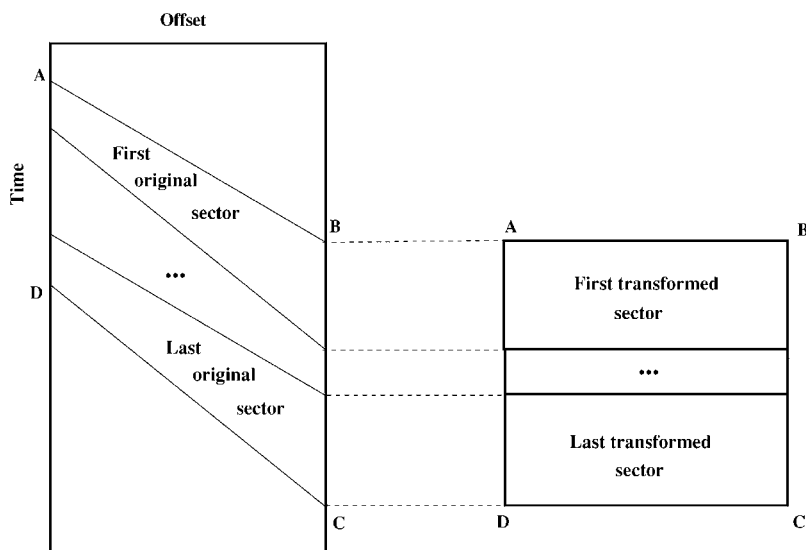 Offset
A
Time
First
original
sector
B
...
D
Last
original
sector
C
A
B
First transformed
sector
...
Last transformed
sector
D
C